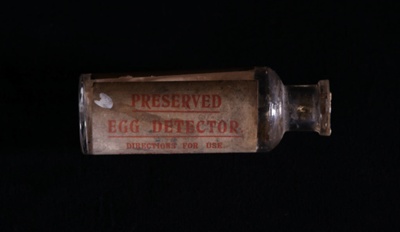 PRESERVED
EGG DETECTOR
DIRECTIONS FOR USE